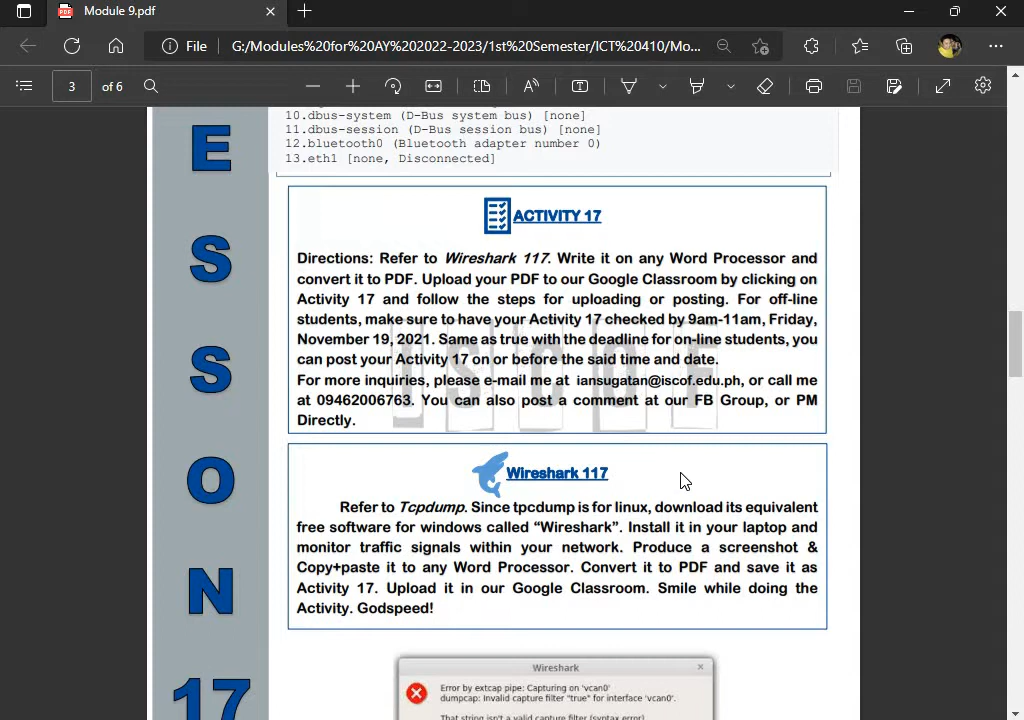 Module 9.pdf
File
G:/Modules%20for%20AY%202022-2023/1st%20Semester/ICT%20410/Mo...
3 of 6
10.dbus-system (D-Bus system bus) [none]
11.dbus-session (D-Bus session bus) [none]
12.bluetooth0 (Bluetooth adapter number 0)
13.eth1 [none, Disconnected]
E
S
S
O
N
17
ACTIVITY 17
Directions: Refer to Wireshark 117. Write it on any Word Processor and
convert it to PDF. Upload your PDF to our Google Classroom by clicking on
Activity 17 and follow the steps for uploading or posting. For off-line
students, make sure to have your Activity 17 checked by 9am-11am, Friday,
November 19, 2021. Same as true with the deadline for on-line students, you
can post your Activity 17 on or before the said time and date.
For more inquiries, please e-mail me at iansugatan@iscof.edu.ph, or call me
at 09462006763. You can also post a comment at our FB Group, or PM
Directly.
ISCOF
Wireshark 117
Refer to Tcpdump. Since tpcdump is for linux, download its equivalent
free software for windows called “Wireshark”. Install it in your laptop and
monitor traffic signals within your network. Produce a screenshot &
Copy+paste it to any Word Processor. Convert it to PDF and save it as
Activity 17. Upload it in our Google Classroom. Smile while doing the
Activity. Godspeed!
Wireshark
Error by extcap pipe: Capturing on 'vcan0'
dumpcap: Invalid capture filter "true" for interface 'vcan0'.
That string isn't a valid capture filter (syntax error)